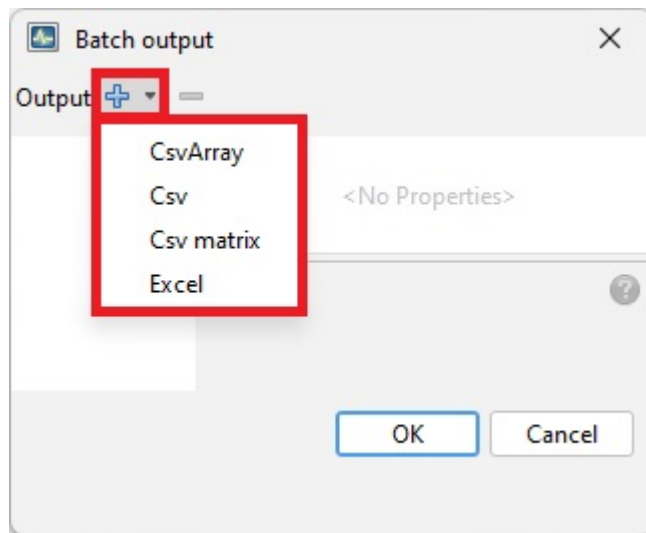 Batch output
Output
CsvArray
Csv
<No Properties>
Csv matrix
Excel
?
OK
Cancel